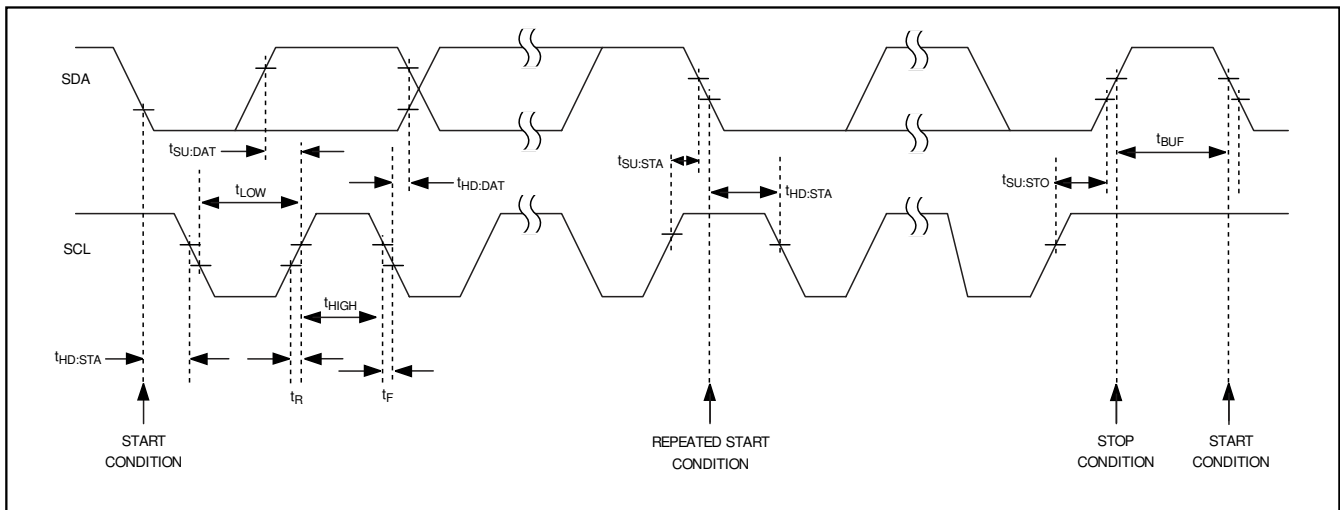 SDA
tSU:DAT
tLOW
tHD:DAT
tSU:STA
tHD:STA
tSU:STO
tBUF
SCL
tHIGH
tHD:STA
tR
tF
START
CONDITION
REPEATED START
CONDITION
STOP
CONDITION
START
CONDITION